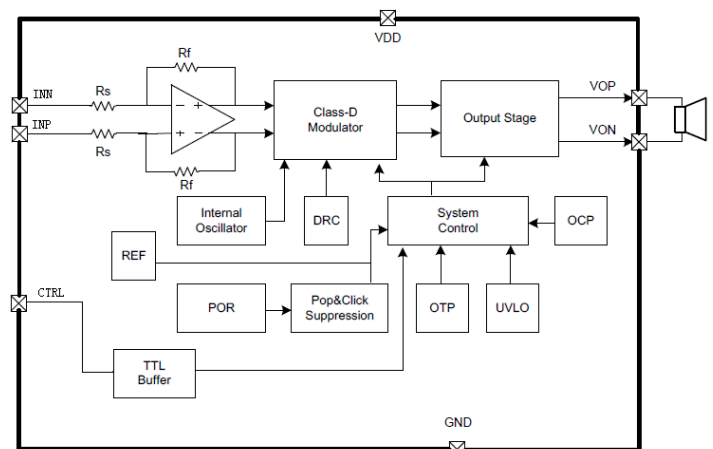 VDD
Rf
INN
Rs
VOP
Class-D
Modulator
Output Stage
INP
Rs
VON
Rf
Internal
Oscillator
DRC
System
Control
OCP
REF
CTRL
POR
Pop&Click
Suppression
OTP
UVLO
TTL
Buffer
GND